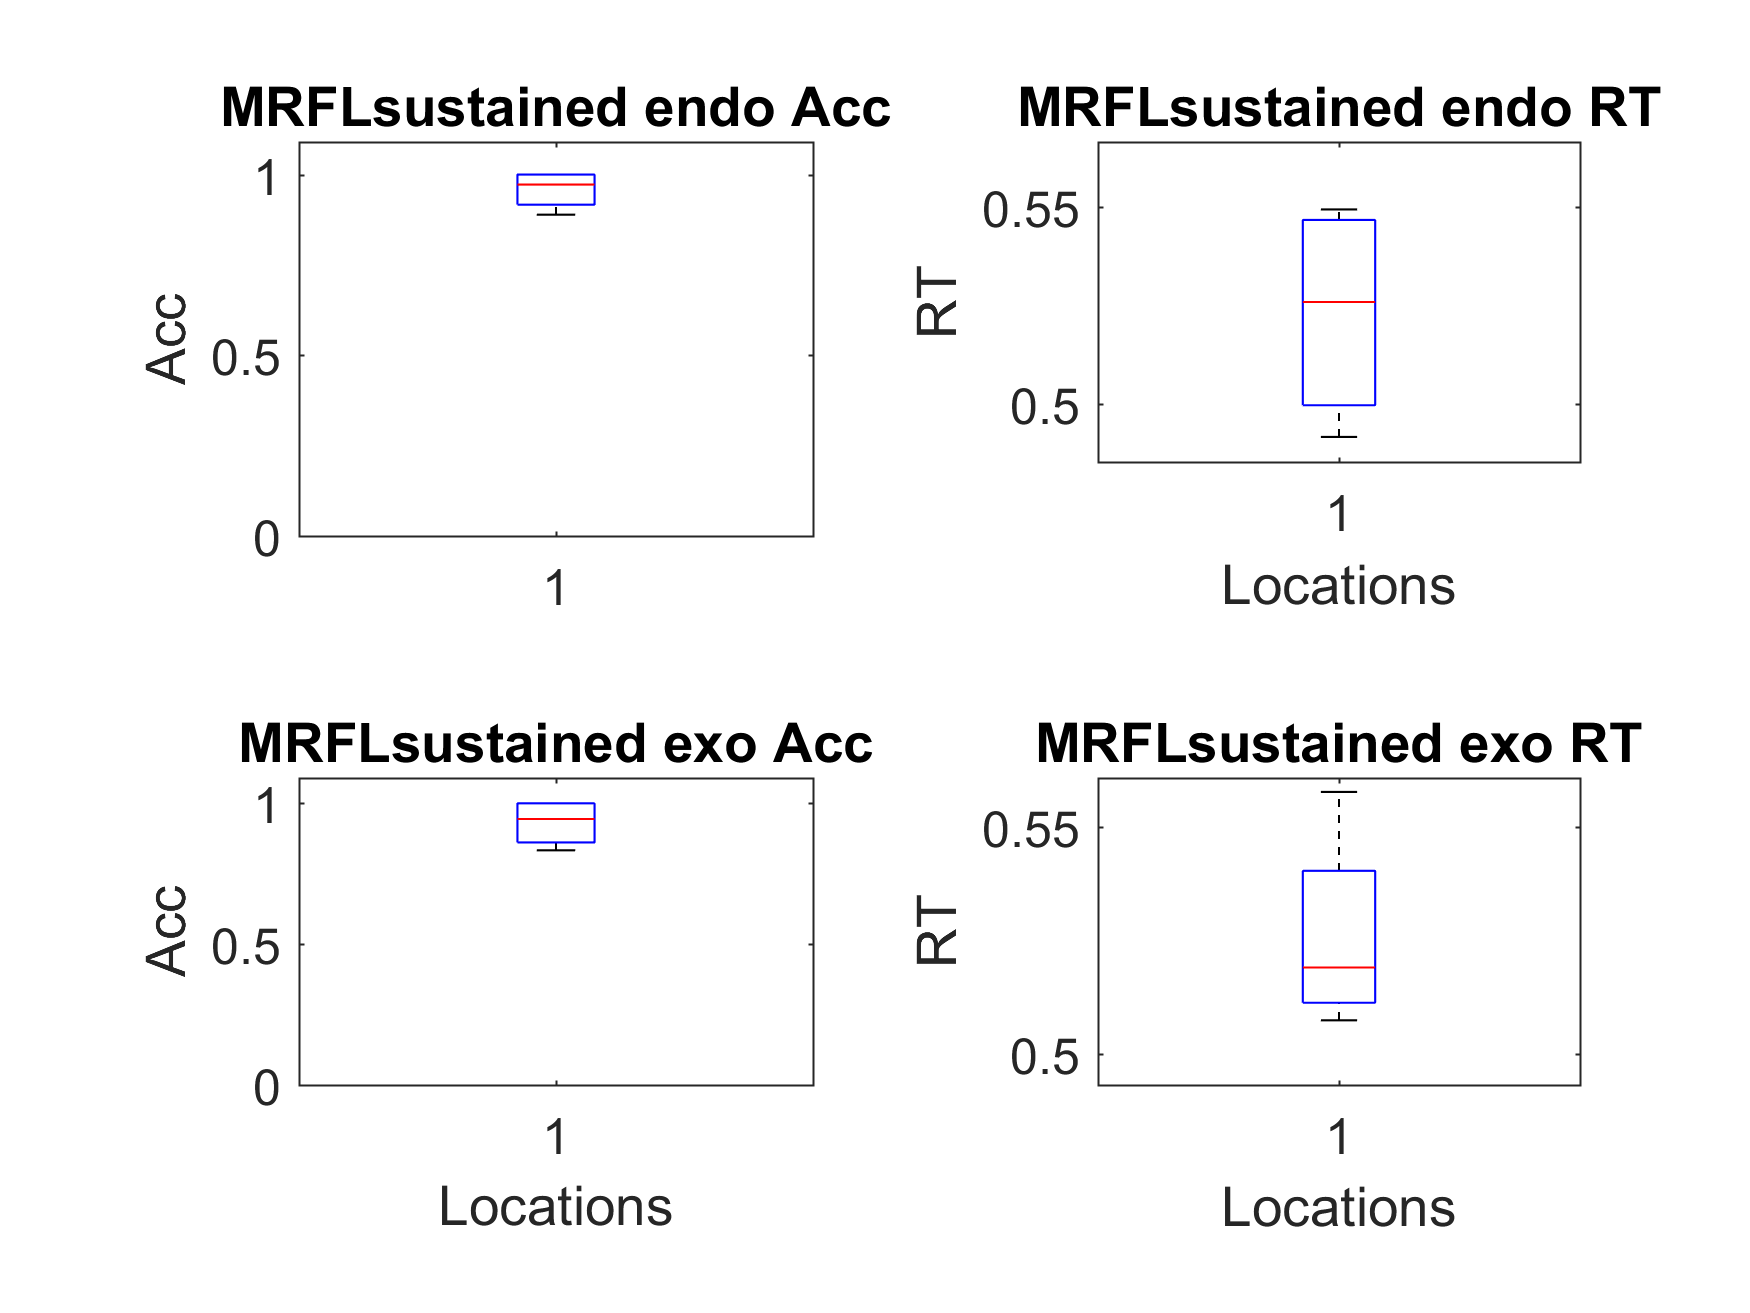 MRFLsustained endo Acc
1
0.5
0
Acc
1
MRFLsustained endo RT
0.55
0.5
RT
1
Locations
MRFLsustained exo Acc
1
0.5
0
Acc
1
Locations
MRFLsustained exo RT
0.55
0.5
RT
1
Locations